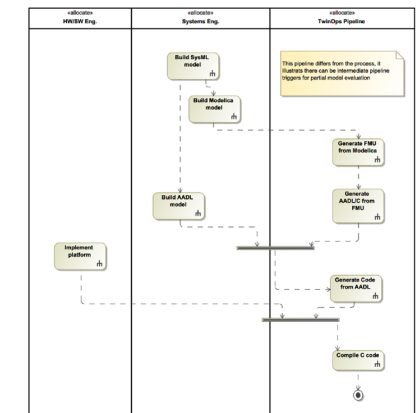 «allocate»
HW/SW Eng.
«allocate»
Systems Eng.
«allocate»
TwinOps Pipeline
Build SysML
model
This pipeline differs from the process, it
illustrats there can be intermediate pipeline
triggers for partial model evaluation
Build Modelica
model
Generate FMU
from Modelica
Build AADL
model
Generate
AADL/C from
FMU
Implement
platform
Generate Code
from AADL
Compile C code